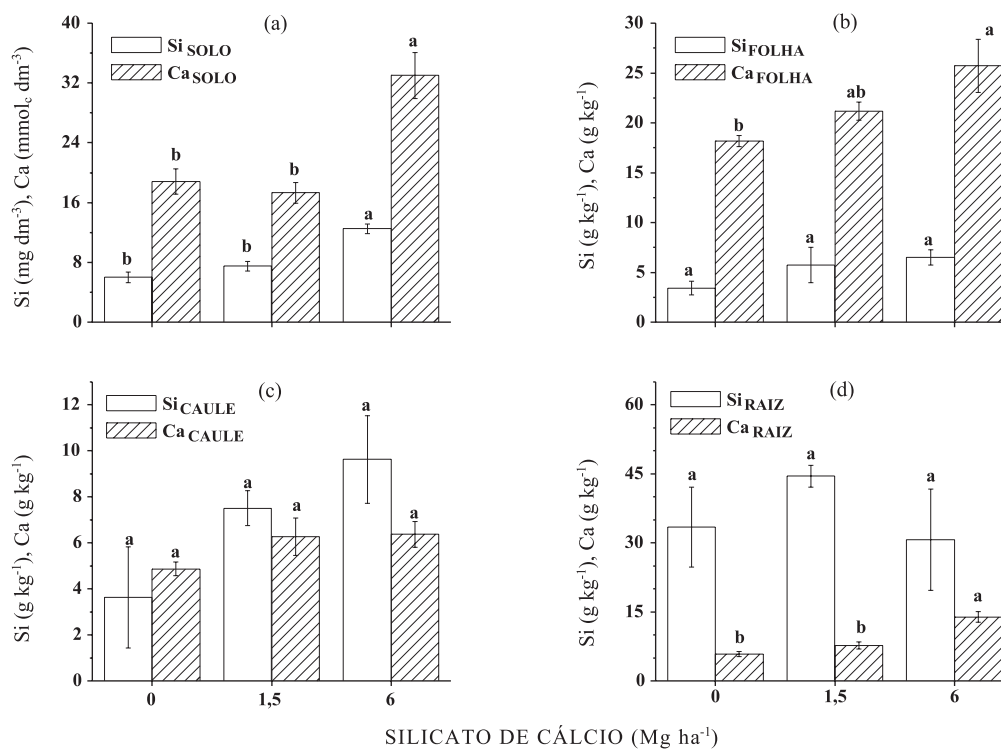 (a)
Si SOLO
Ca SOLO
Si (mg dm-3), Ca (mmolc dm-3)
40
32
24
16
8
0
b
b
b
b
a
a
(b)
Si FOLHA
Ca FOLHA
Si (g kg-1), Ca (g kg-1)
30
25
20
15
10
5
0
a
b
a
ab
a
a
(c)
Si CAULE
Ca CAULE
Si (g kg-1), Ca (g kg-1)
12
10
8
6
4
2
0
a
a
a
a
a
a
0
1,5
6
(d)
Si RAIZ
Ca RAIZ
Si (g kg-1), Ca (g kg-1)
60
45
30
15
0
a
b
a
b
a
a
0
1,5
6
SILICATO DE CÁLCIO (Mg ha-1)